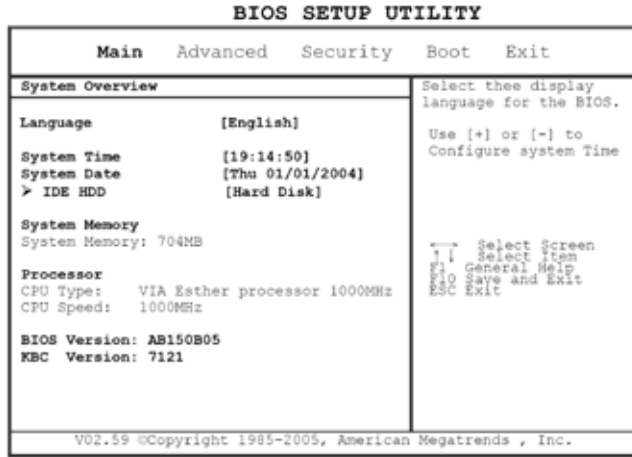 BIOS SETUP UTILITY
Main Advanced Security Boot Exit
System Overview
Language [English]
System Time [19:14:50]
System Date [Thu 01/01/2004]
➤ IDE HDD [Hard Disk]
System Memory
System Memory: 704MB
Processor
CPU Type: VIA Esther processor 1000MHz
CPU Speed: 1000MHz
BIOS Version: AB150B05
KBC Version: 7121
Select thee display
language for the BIOS.
Use [+] or [-] to
Configure system Time
←→ Select Screen
↑↓ Select Item
F1 General Help
F10 Save and Exit
ESC Exit
V02.59 ©Copyright 1985-2005, American Megatrends , Inc.